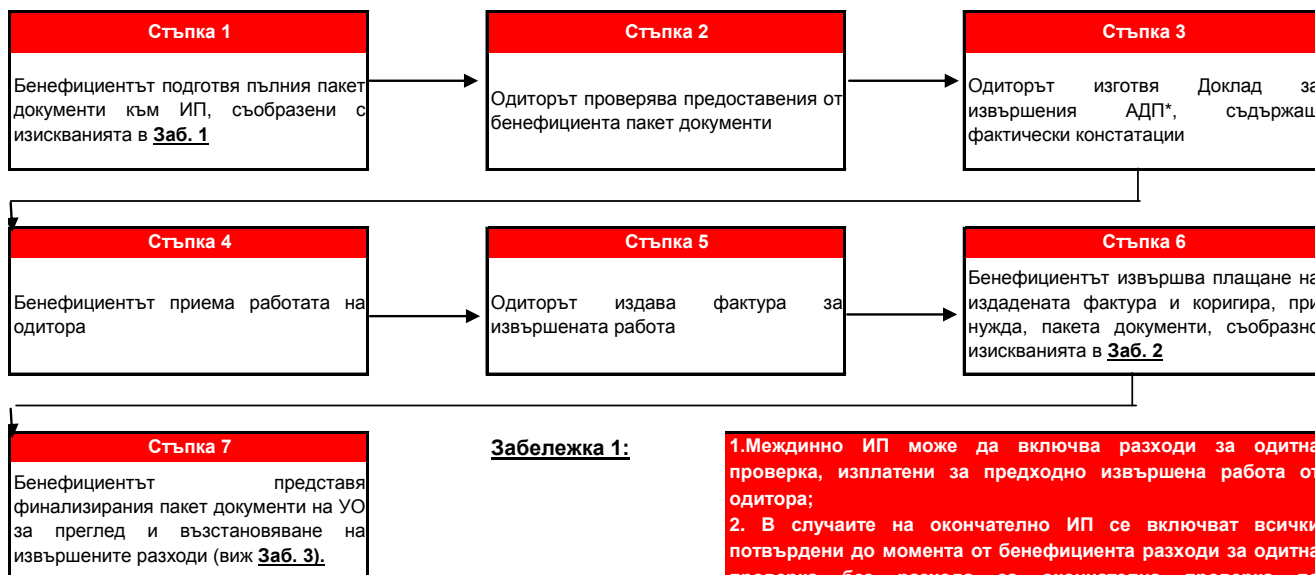 Стъпка 1
Бенефициентът подготвя пълния пакет
документи към ИП, съобразени с
изискванията в Заб. 1
Стъпка 2
Одиторът проверява предоставения от
бенефициента пакет документи
Стъпка 3
Одиторът изготвя Доклад за
извършения АДП*, съдържащ
фактически констатации
Стъпка 4
Бенефициентът приема работата на
одитора
Стъпка 5
Одиторът издава фактура за
извършената работа
Стъпка 6
Бенефициентът извършва плащане на
издадената фактура и коригира, при
нужда, пакета документи, съобразно
изискванията в Заб. 2
Стъпка 7
Бенефициентът представя
финализирания пакет документи на УО
за преглед и възстановяване на
извършените разходи (виж Заб. 3).
Забележка 1:
1.Междинно ИП може да включва разходи за одитна
проверка, изплатени за предходно извършена работа от
одитора;
2. В случаите на окончателно ИП се включват всички
потвърдени до момента от бенефициента разходи за одитна